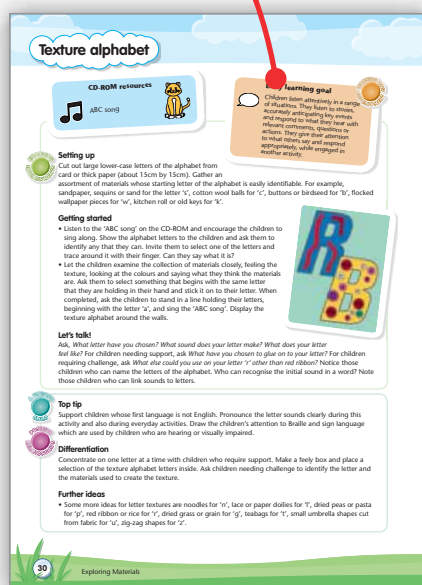 Texture alphabet
CD-ROM resources
ABC song
learning goal
Children listen attentively in a range
of situations. They listen to stories,
accurately anticipating key events
and respond to what they hear with
relevant comments, questions or
actions. They give their attention
to what others say and respond
appropriately, while engaged in
another activity.
Setting up
Cut out large lower-case letters of the alphabet from
card or thick paper (about 15cm by 15cm). Gather an
assortment of materials whose starting letter of the alphabet is easily identifiable. For example,
sandpaper, sequins or sand for the letter 's', cotton wool balls for 'c', buttons or birdseed for 'b', flocked
wallpaper pieces for 'w', kitchen roll or old keys for 'k'.
Getting started
• Listen to the 'ABC song' on the CD-ROM and encourage the children to
sing along. Show the alphabet letters to the children and ask them to
identify any that they can. Invite them to select one of the letters and
trace around it with their finger. Can they say what it is?
• Let the children examine the collection of materials closely, feeling the
texture, looking at the colours and saying what they think the materials
are. Ask them to select something that begins with the same letter
that they are holding in their hand and stick it on to their letter. When
completed, ask the children to stand in a line holding their letters,
beginning with the letter 'a', and sing the 'ABC song'. Display the
texture alphabet around the walls.
Let's talk!
Ask, What letter have you chosen? What sound does your letter make? What does your letter
feel like? For children needing support, ask What have you chosen to glue on to your letter? For children
requiring challenge, ask What else could you use on your letter 'r' other than red ribbon? Notice those
children who can name the letters of the alphabet. Who can recognise the initial sound in a word? Note
those children who can link sounds to letters.
Top tip
Support children whose first language is not English. Pronounce the letter sounds clearly during this
activity and also during everyday activities. Draw the children's attention to Braille and sign language
which are used by children who are hearing or visually impaired.
Differentiation
Concentrate on one letter at a time with children who require support. Make a feely box and place a
selection of the texture alphabet letters inside. Ask children needing challenge to identify the letter and
the materials used to create the texture.
Further ideas
• Some more ideas for letter textures are noodles for 'n', lace or paper doilies for 'l', dried peas or pasta
for 'p', red ribbon or rice for 'r', dried grass or grain for 'g', teabags for 't', small umbrella shapes cut
from fabric for 'u', zig-zag shapes for 'z'.
30
Exploring Materials